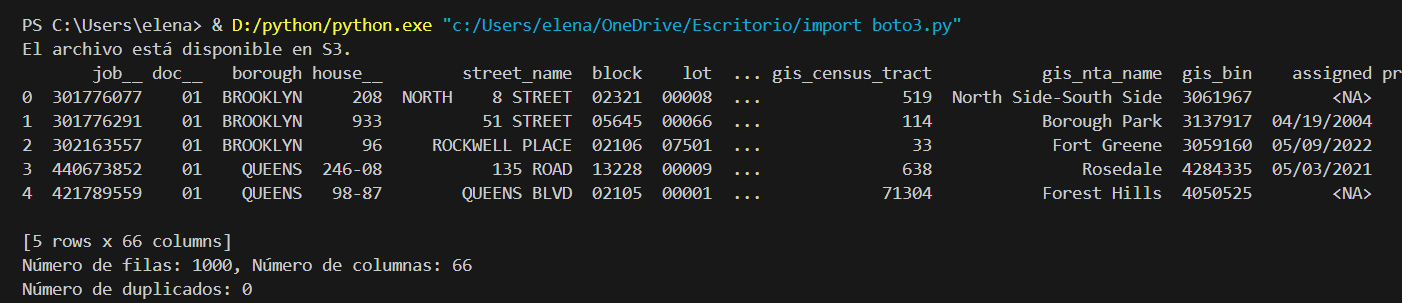 PS C:\Users\elena> & D:/python/python.exe "c:/Users/elena/OneDrive/Escritorio/import boto3.py"
El archivo está disponible en S3.
job__ doc__ borough house__ street_name block lot ... gis_census_tract gis_nta_name gis_bin assigned pr
0 301776077 01 BROOKLYN 208 NORTH 8 STREET 02321 00008 ... 519 North Side-South Side 3061967 <NA>
1 301776291 01 BROOKLYN 933 51 STREET 05645 00066 ... 114 Borough Park 3137917 04/19/2004
2 302163557 01 BROOKLYN 96 ROCKWELL PLACE 02106 07501 ... 33 Fort Greene 3059160 05/09/2022
3 440673852 01 QUEENS 246-08 135 ROAD 13228 00009 ... 638 Rosedale 4284335 05/03/2021
4 421789559 01 QUEENS 98-87 QUEENS BLVD 02105 00001 ... 71304 Forest Hills 4050525 <NA>
[5 rows x 66 columns]
Número de filas: 1000, Número de columnas: 66
Número de duplicados: 0